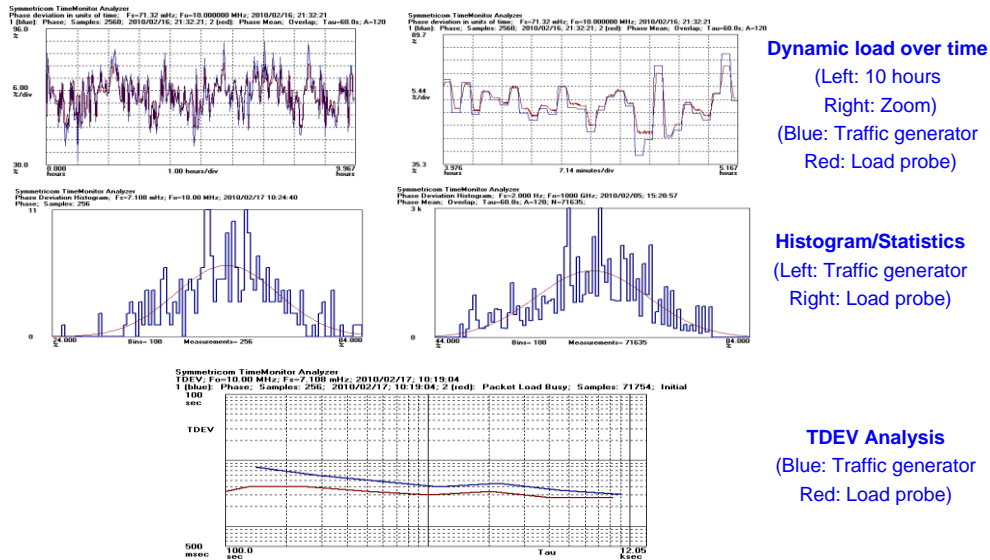 Symmetricom TimeMonitor Analyzer
Phase deviation in units of time; Fs=71.32 mHz; Fo=10.000000 MHz; 2010/02/16; 21:32:21
1 (blue): Phase; Samples: 2560; 2010/02/16; 21:32:21; 2 (red): Phase Mean; Overlap; Tau=60.0s; A=120
96.0
%
6.00
%/div
30.0
%
0.000
hours
1.00 hours/div
9.967
hours
Symmetricom TimeMonitor Analyzer
Phase deviation in units of time; Fs=71.32 mHz; Fo=10.000000 MHz; 2010/02/16; 21:32:21
1 (blue): Phase; Samples: 2560; 2010/02/16; 21:32:21; 2 (red): Phase Mean; Overlap; Tau=60.0s; A=120
89.7
%
5.44
%/div
35.3
%
3.976
hours
7.14 minutes/div
5.167
hours
Dynamic load over time
(Left: 10 hours
Right: Zoom)
(Blue: Traffic generator
Red: Load probe)
Symmetricom TimeMonitor Analyzer
Phase Deviation Histogram; Fs=7.108 mHz; Fo=10.00 MHz; 2010/02/17 10:24:40
Phase; Samples: 256
11
0
24.000
%
Bins= 100
Measurements= 256
84.000
%
Symmetricom TimeMonitor Analyzer
Phase Deviation Histogram; Fs=2.000 Hz; Fo=1000 GHz; 2010/02/05; 15:20:57
Phase Mean; Overlap; Tau=60.0s; A=120; N=71635;
3 k
0
44.000
%
Bins= 100
Measurements= 71635
84.000
%
Histogram/Statistics
(Left: Traffic generator
Right: Load probe)
Symmetricom TimeMonitor Analyzer
TDEV; Fo=10.00 MHz; Fs=7.108 mHz; 2010/02/17; 10:19:04
1 (blue): Phase; Samples: 256; 2010/02/17; 10:19:04; 2 (red): Packet Load Busy; Samples: 71754; Initial
100
sec
TDEV
500
msec
100.0
sec
Tau
12.05
ksec
TDEV Analysis
(Blue: Traffic generator
Red: Load probe)